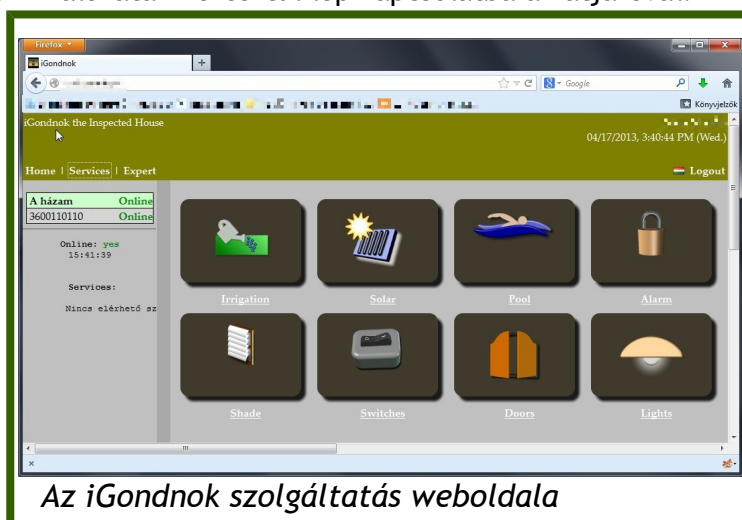 Firefox
iGondnok
Google
Könyvjelzők
iGondnok the Inspected House
04/17/2013, 3:40:44 PM (Wed.)
Home | Services | Expert
Logout
A házam Online
3600110110 Online
Online: yes
15:41:39
Services:
Nincs elérhető sz
Irrigation
Solar
Pool
Alarm
Shade
Switches
Doors
Lights
Az iGondnok szolgáltatás weboldala